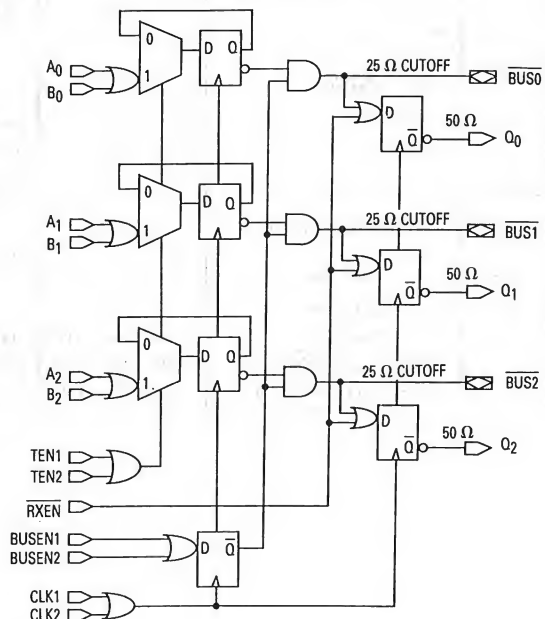 0
D Q
A0
B0
1
25 Ω CUTOFF
BUS0
D
Q
50 Ω
Q0
0
D Q
A1
B1
1
25 Ω CUTOFF
BUS1
D
Q
50 Ω
Q1
0
D Q
A2
B2
1
25 Ω CUTOFF
BUS2
D
Q
50 Ω
Q2
TEN1
TEN2
RXEN
BUSEN1
BUSEN2
D Q
CLK1
CLK2